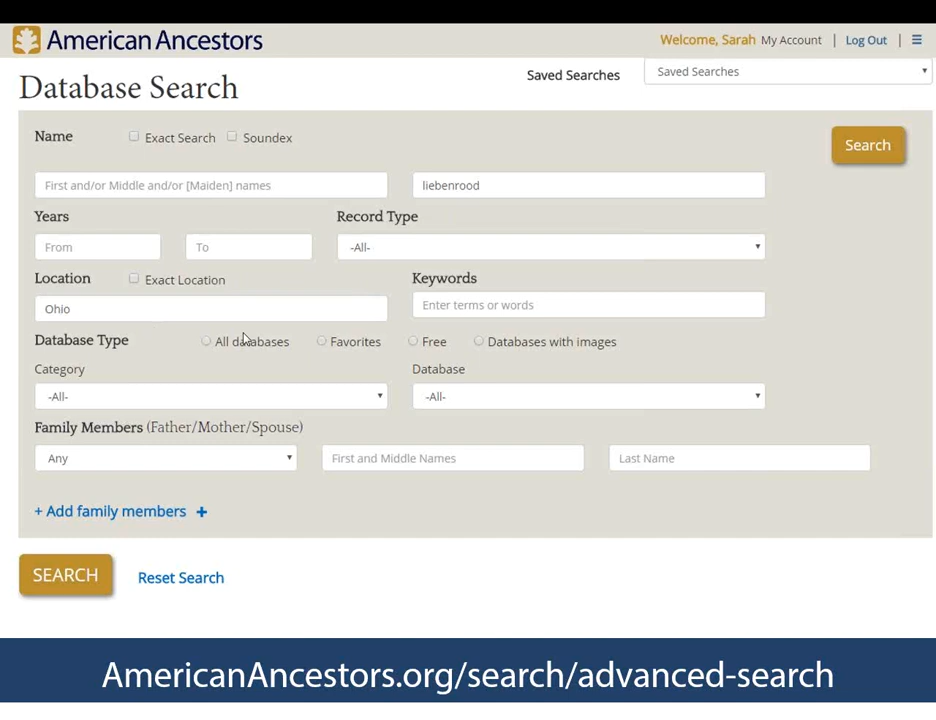 American Ancestors
Welcome, Sarah My Account | Log Out |
Database Search
Saved Searches Saved Searches
Name Exact Search Soundex
Search
First and/or Middle and/or [Maiden] names liebenrood
Years Record Type
From To -All-
Location Exact Location Keywords
Ohio Enter terms or words
Database Type All databases Favorites Free Databases with images
Category Database
-All- -All-
Family Members (Father/Mother/Spouse)
Any First and Middle Names Last Name
+ Add family members +
SEARCH Reset Search
AmericanAncestors.org/search/advanced-search